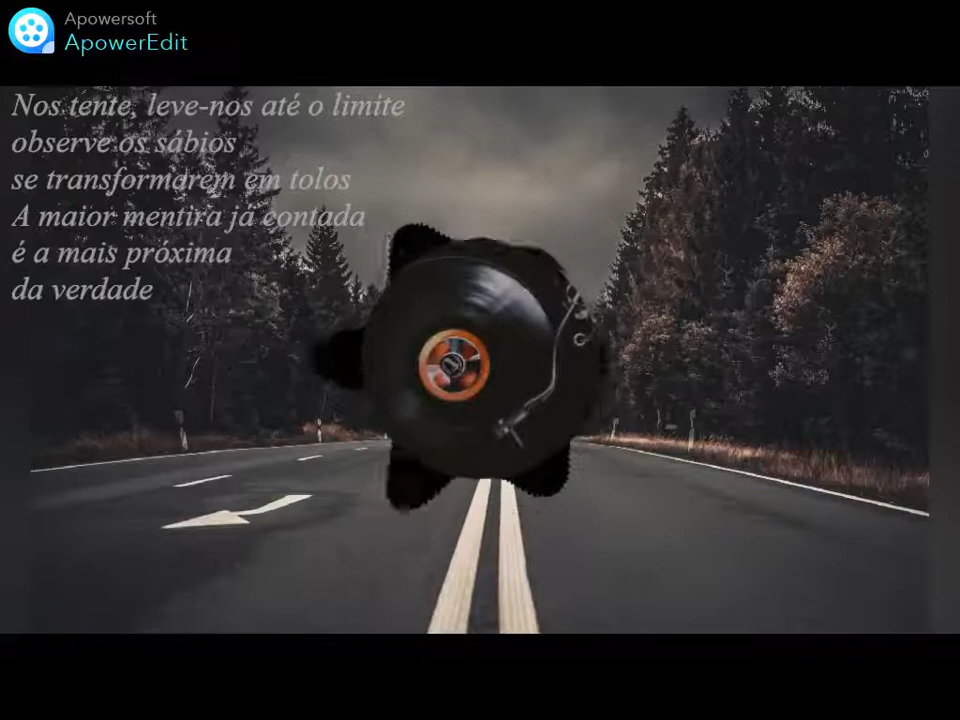 Apowersoft
ApowerEdit
Nos tente, leve-nos até o limite
observe os sábios
se transformarem em tolos
A maior mentira já contada
é a mais próxima
da verdade